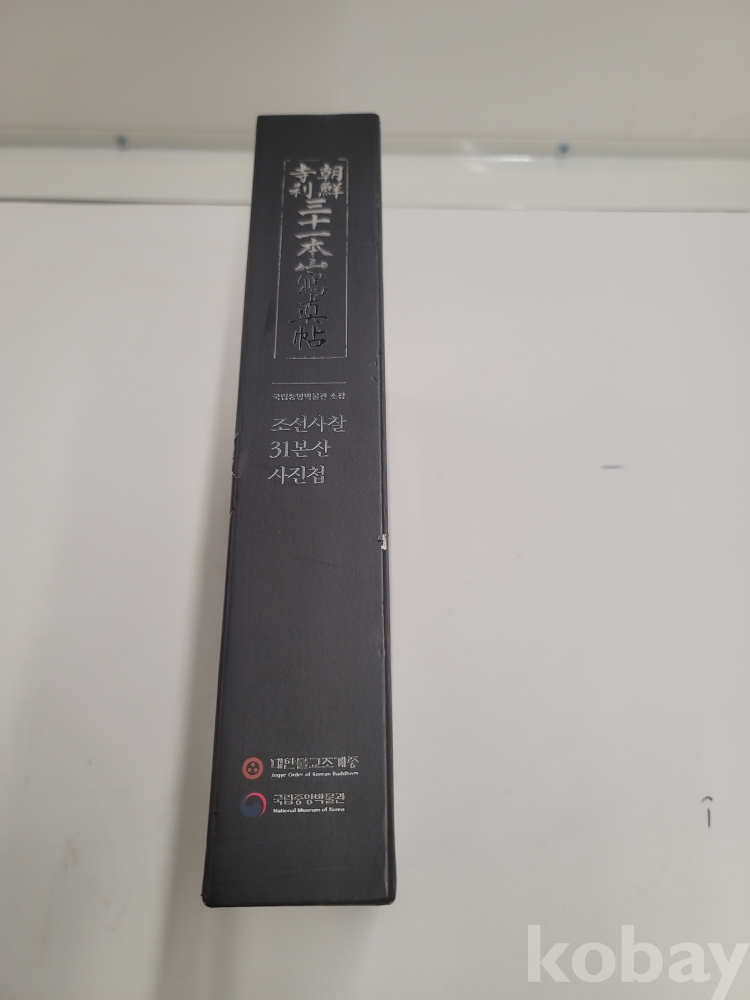 朝鮮
寺刹
三十一本山寫真帖
국립중앙박물관 소장
조선사찰
31본산
사진첩
대한불교조계종
Jogye Order of Korean Buddhism
국립중앙박물관
National Museum of Korea
kobay